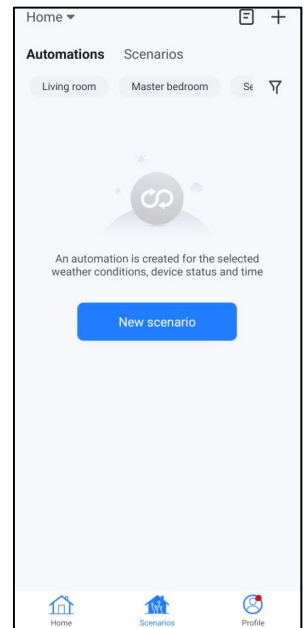 Home
Automations Scenarios
Living room Master bedroom Se
An automation is created for the selected
weather conditions, device status and time
New scenario
Home Scenarios Profile